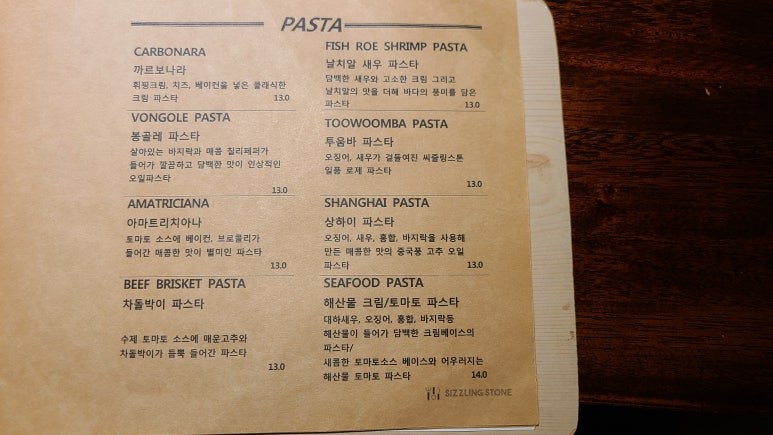 PASTA
CARBONARA
까르보나라
휘핑크림, 치즈, 베이컨을 넣은 클래식한
크림 파스타
13.0
VONGOLE PASTA
봉골레 파스타
살아있는 바지락과 매콤 칠리페퍼가
들어가 깔끔하고 담백한 맛이 인상적인
오일파스타
13.0
AMATRICIANA
아마트리치아나
토마토 소스에 베이컨, 브로콜리가
들어간 매콤한 맛이 별미인 파스타
13.0
BEEF BRISKET PASTA
차돌박이 파스타
수제 토마토 소스에 매운고추와
차돌박이가 듬뿍 들어간 파스타
13.0
FISH ROE SHRIMP PASTA
날치알 새우 파스타
담백한 새우와 고소한 크림 그리고
날치알의 맛을 더해 바다의 풍미를 담은
파스타
13.0
TOOWOOMBA PASTA
투움바 파스타
오징어, 새우가 곁들여진 씨즐링스톤
일품 로제 파스타
13.0
SHANGHAI PASTA
상하이 파스타
오징어, 새우, 홍합, 바지락을 사용해
만든 매콤한 맛의 중국풍 고추 오일
파스타
13.0
SEAFOOD PASTA
해산물 크림/토마토 파스타
대하새우, 오징어, 홍합, 바지락등
해산물이 들어가 담백한 크림베이스의
파스타/
새콤한 토마토소스 베이스와 어우러지는
해산물 토마토 파스타
14.0
SIZZLING STONE